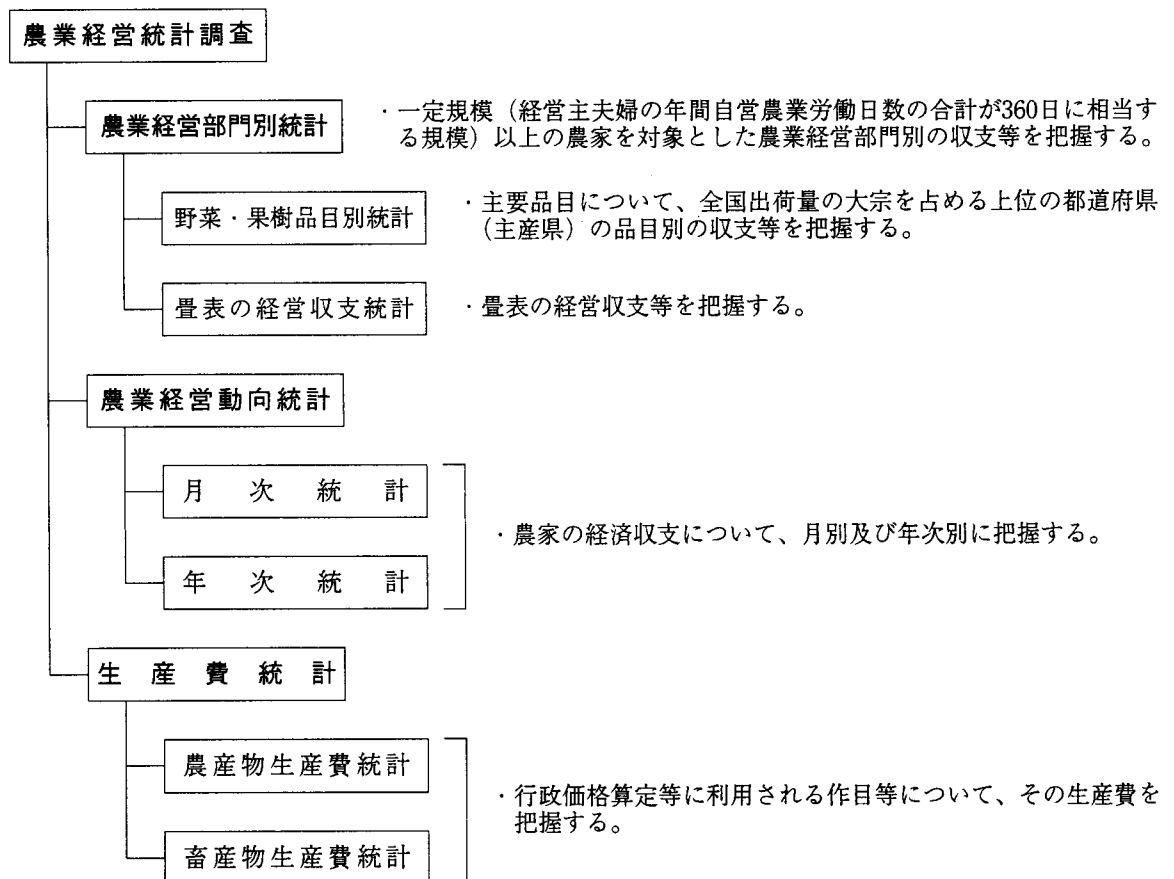 農業経営統計調査
農業経営部門別統計
・一定規模（経営主夫婦の年間自営農業労働日数の合計が360日に相当す
る規模）以上の農家を対象とした農業経営部門別の収支等を把握する。
野菜・果樹品目別統計
・主要品目について、全国出荷量の大宗を占める上位の都道府県
（主産県）の品目別の収支等を把握する。
畳表の経営収支統計
・畳表の経営収支等を把握する。
農業経営動向統計
月次統計
年次統計
・農家の経済収支について、月別及び年次別に把握する。
生産費統計
農産物生産費統計
畜産物生産費統計
・行政価格算定等に利用される作目等について、その生産費を
把握する。